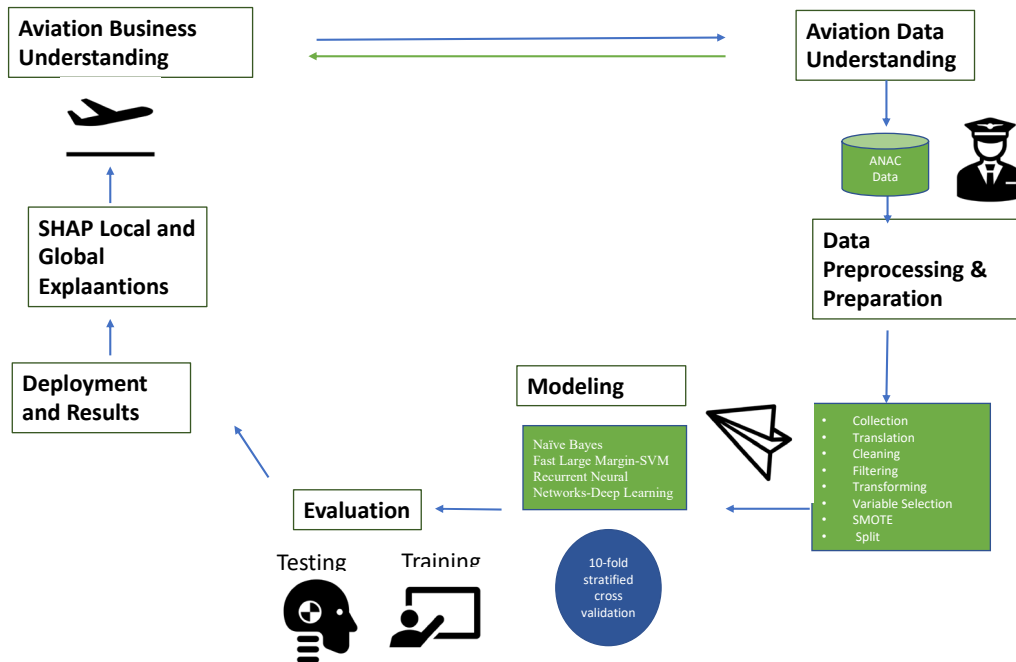 Aviation Business
Understanding
Aviation Data
Understanding
ANAC
Data
SHAP Local and
Global
Explaantions
Data
Preprocessing &
Preparation
Deployment
and Results
Modeling
Naïve Bayes
Fast Large Margin-SVM
Recurrent Neural
Networks-Deep Learning
• Collection
• Translation
• Cleaning
• Filtering
• Transforming
• Variable Selection
• SMOTE
• Split
Evaluation
Testing
Training
10-fold
stratified
cross
validation